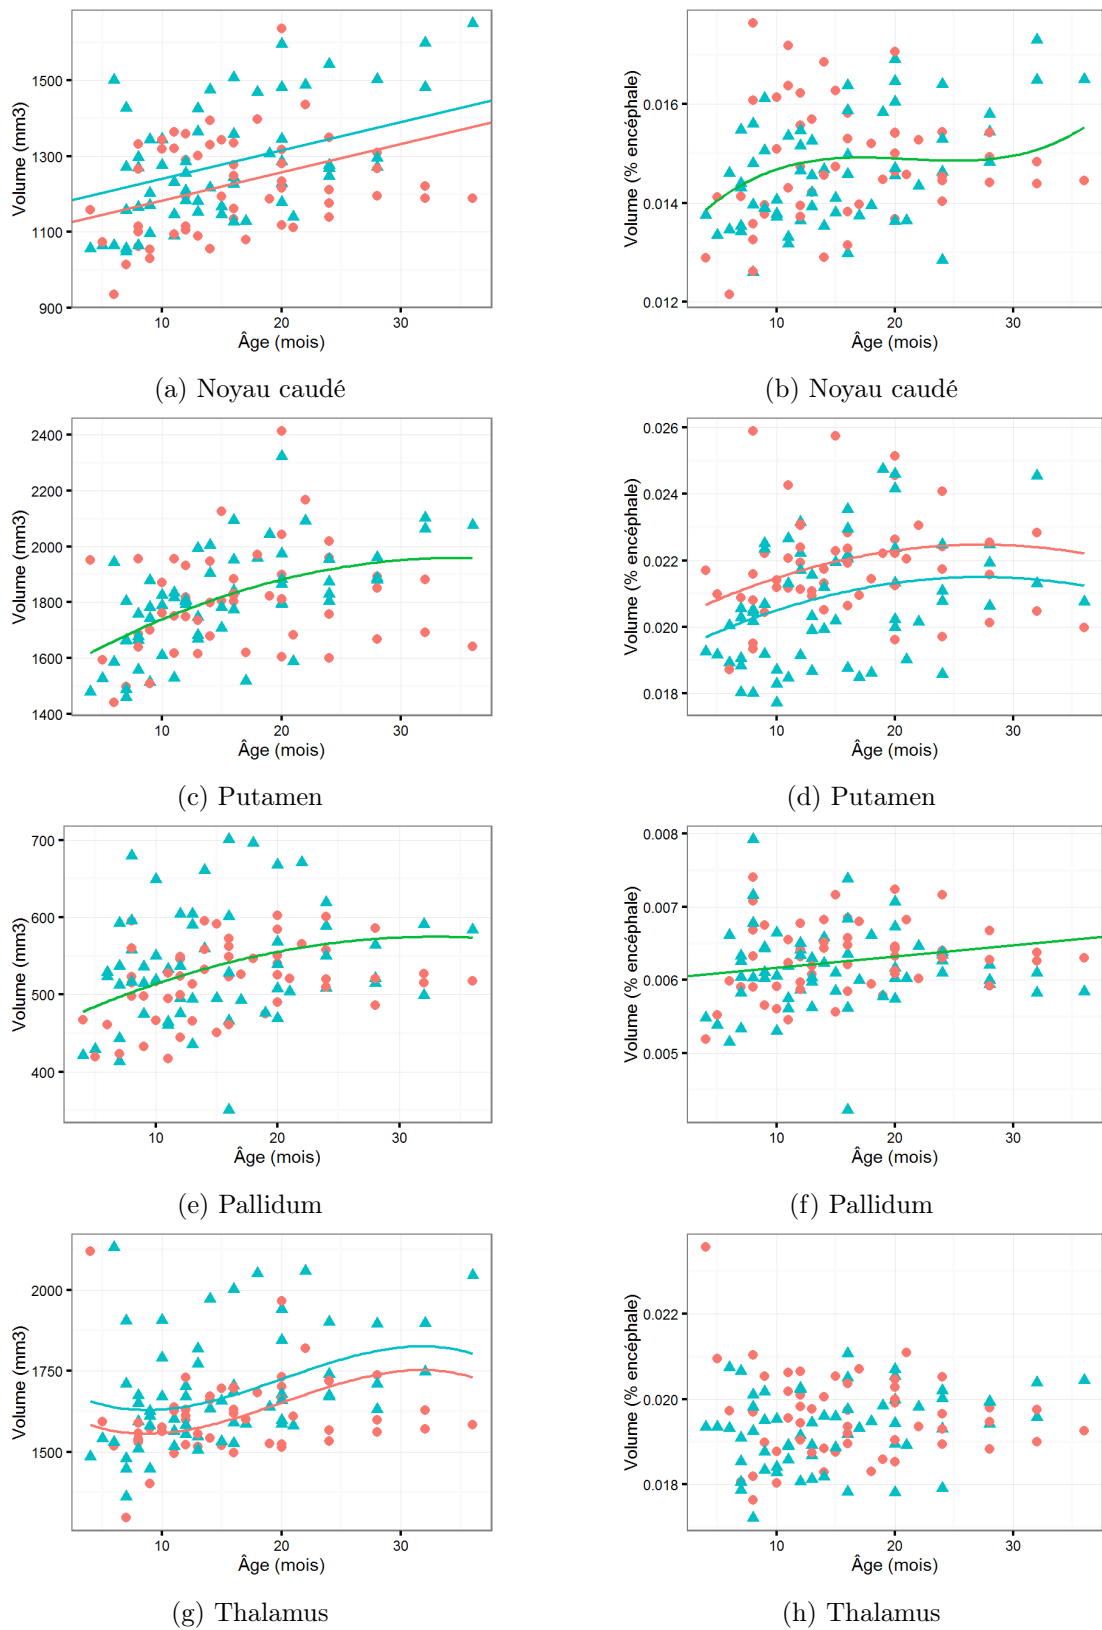 1500
1300
1100
900
Volume (mm3)
10 20 30
Âge (mois)
(a) Noyau caudé
0.016
0.014
0.012
Volume (% encéphale)
10 20 30
Âge (mois)
(b) Noyau caudé
2400
2200
2000
1800
1600
1400
Volume (mm3)
10 20 30
Âge (mois)
(c) Putamen
0.026
0.024
0.022
0.020
0.018
Volume (% encéphale)
10 20 30
Âge (mois)
(d) Putamen
700
600
500
400
Volume (mm3)
10 20 30
Âge (mois)
(e) Pallidum
0.008
0.007
0.006
0.005
Volume (% encéphale)
10 20 30
Âge (mois)
(f) Pallidum
2000
1750
1500
Volume (mm3)
10 20 30
Âge (mois)
(g) Thalamus
0.022
0.020
0.018
Volume (% encéphale)
10 20 30
Âge (mois)
(h) Thalamus